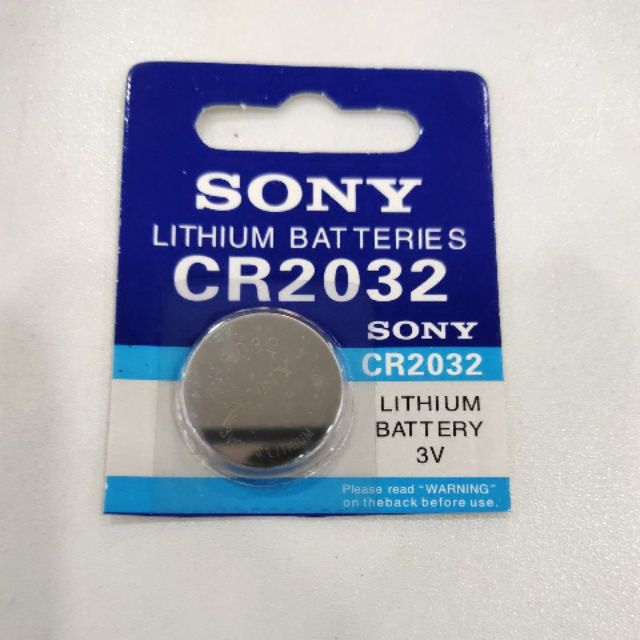 SONY
LITHIUM BATTERIES
CR2032
SONY
CR2032
LITHIUM
BATTERY
3V
Please read "WARNING"
on theback before use.